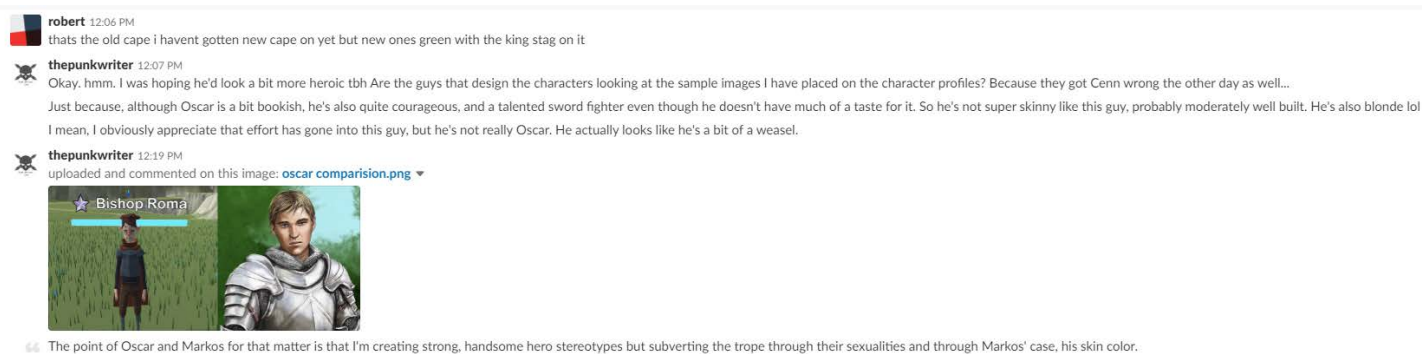 robert 12:06 PM
thats the old cape i havent gotten new cape on yet but new ones green with the king stag on it
thepunkwriter 12:07 PM
Okay. hmm. I was hoping he'd look a bit more heroic tbh Are the guys that design the characters looking at the sample images I have placed on the character profiles? Because they got Cenn wrong the other day as well...
Just because, although Oscar is a bit bookish, he's also quite courageous, and a talented sword fighter even though he doesn't have much of a taste for it. So he's not super skinny like this guy, probably moderately well built. He's also blonde lol
I mean, I obviously appreciate that effort has gone into this guy, but he's not really Oscar. He actually looks like he's a bit of a weasel.
thepunkwriter 12:19 PM
uploaded and commented on this image: oscar comparision.png
Bishop Roma
The point of Oscar and Markos for that matter is that I'm creating strong, handsome hero stereotypes but subverting the trope through their sexualities and through Markos' case, his skin color.